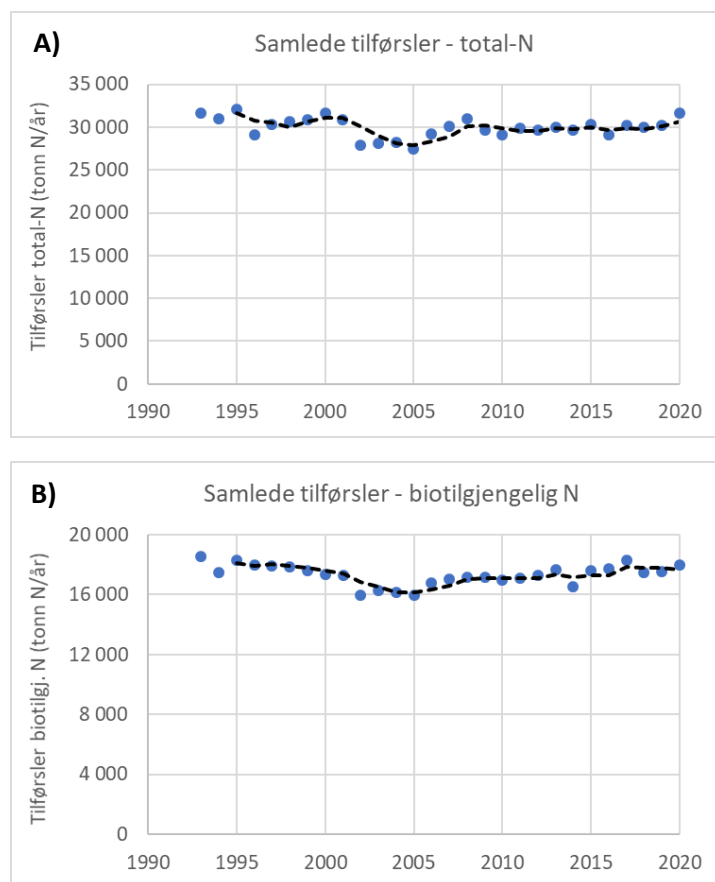 A)
Samlede tilførsler - total-N
Tilførsler total-N (tonn N/år)
35 000
30 000
25 000
20 000
15 000
10 000
5 000
0
1990 1995 2000 2005 2010 2015 2020
B)
Samlede tilførsler - biotilgjengelig N
Tilførsler biotilgj. N (tonn N/år)
20 000
16 000
12 000
8 000
4 000
0
1990 1995 2000 2005 2010 2015 2020